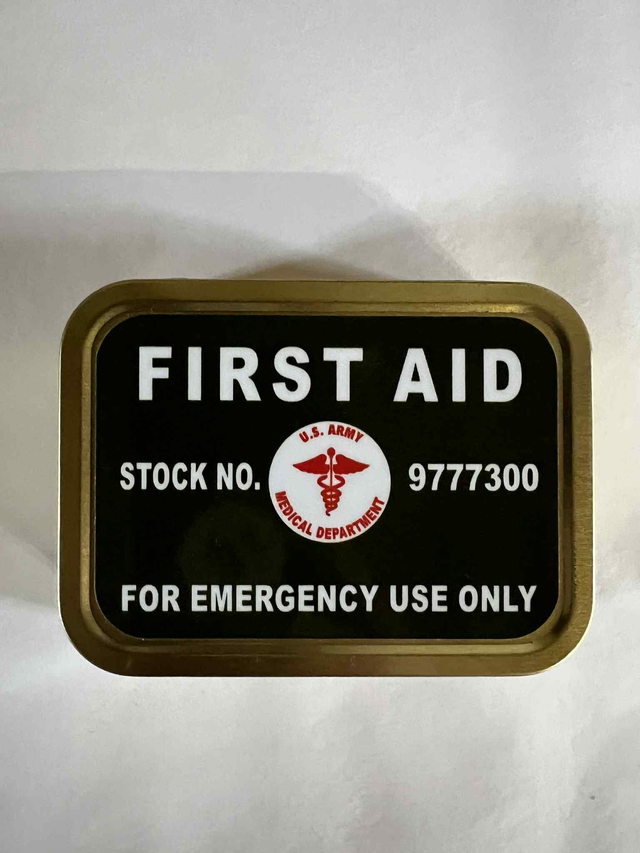 FIRST AID
U.S. ARMY
STOCK NO. 9777300
MEDICAL DEPARTMENT
FOR EMERGENCY USE ONLY